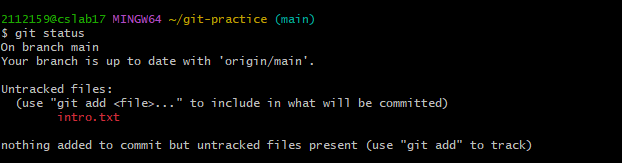 2112159@cslab17 MINGW64 ~/git-practice (main)
$ git status
On branch main
Your branch is up to date with 'origin/main'.

Untracked files:
  (use "git add <file>..." to include in what will be committed)
        intro.txt

nothing added to commit but untracked files present (use "git add" to track)